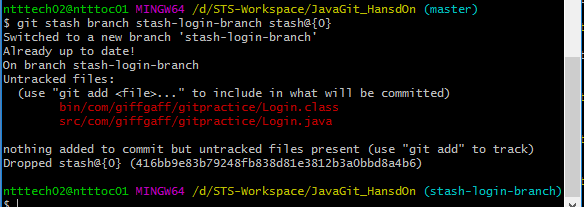 ntttech02@ntttoc01 MINGW64 /d/STS-Workspace/JavaGit_HansdOn (master)
$ git stash branch stash-login-branch stash@{0}
Switched to a new branch 'stash-login-branch'
Already up to date!
On branch stash-login-branch
Untracked files:
  (use "git add <file>..." to include in what will be committed)
        bin/com/giffgaff/gitpractice/Login.class
        src/com/giffgaff/gitpractice/Login.java
nothing added to commit but untracked files present (use "git add" to track)
Dropped stash@{0} (416bb9e83b79248fb838d81e3812b3a0bbd8a4b6)
ntttech02@ntttoc01 MINGW64 /d/STS-Workspace/JavaGit_HansdOn (stash-login-branch)
$